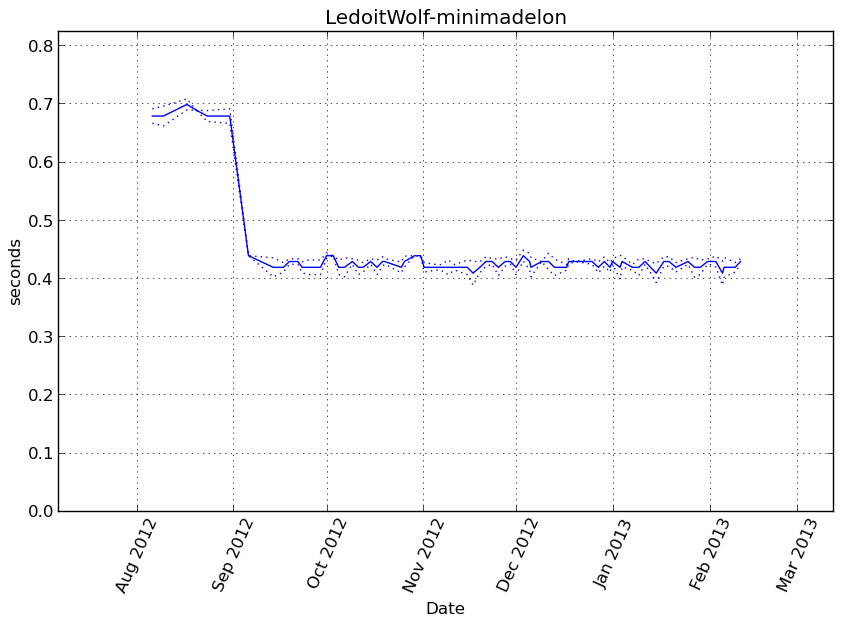 LedoitWolf-minimadelon
0.8
0.7
0.6
0.5
0.4
0.3
0.2
0.1
0.0
seconds
Aug 2012
Sep 2012
Oct 2012
Nov 2012
Dec 2012
Jan 2013
Feb 2013
Mar 2013
Date